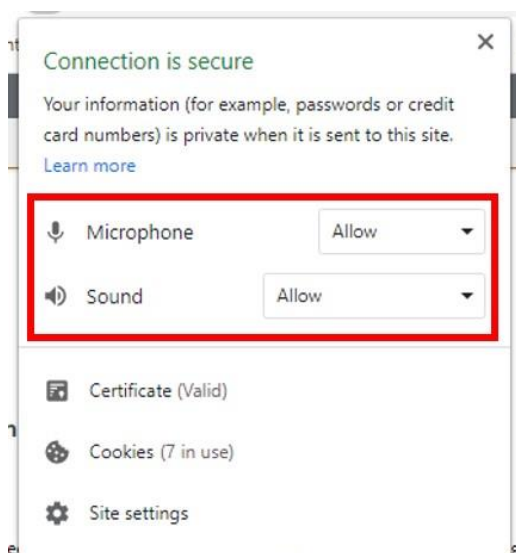 Connection is secure
Your information (for example, passwords or credit
card numbers) is private when it is sent to this site.
Learn more
Microphone Allow
Sound Allow
Certificate (Valid)
Cookies (7 in use)
Site settings